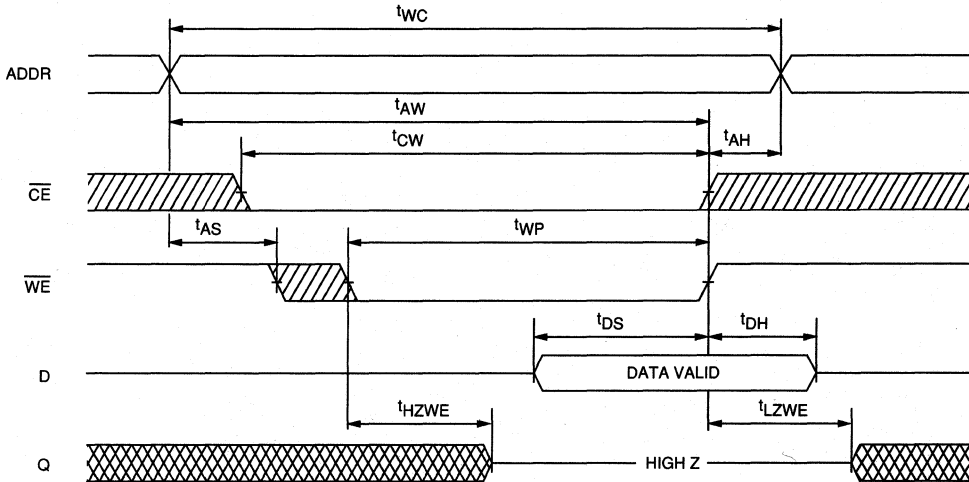 tWC
ADDR
tAW
tCW
tAH
CE
tAS
tWP
WE
tDS
tDH
D
DATA VALID
tHZWE
tLZWE
Q
HIGH Z